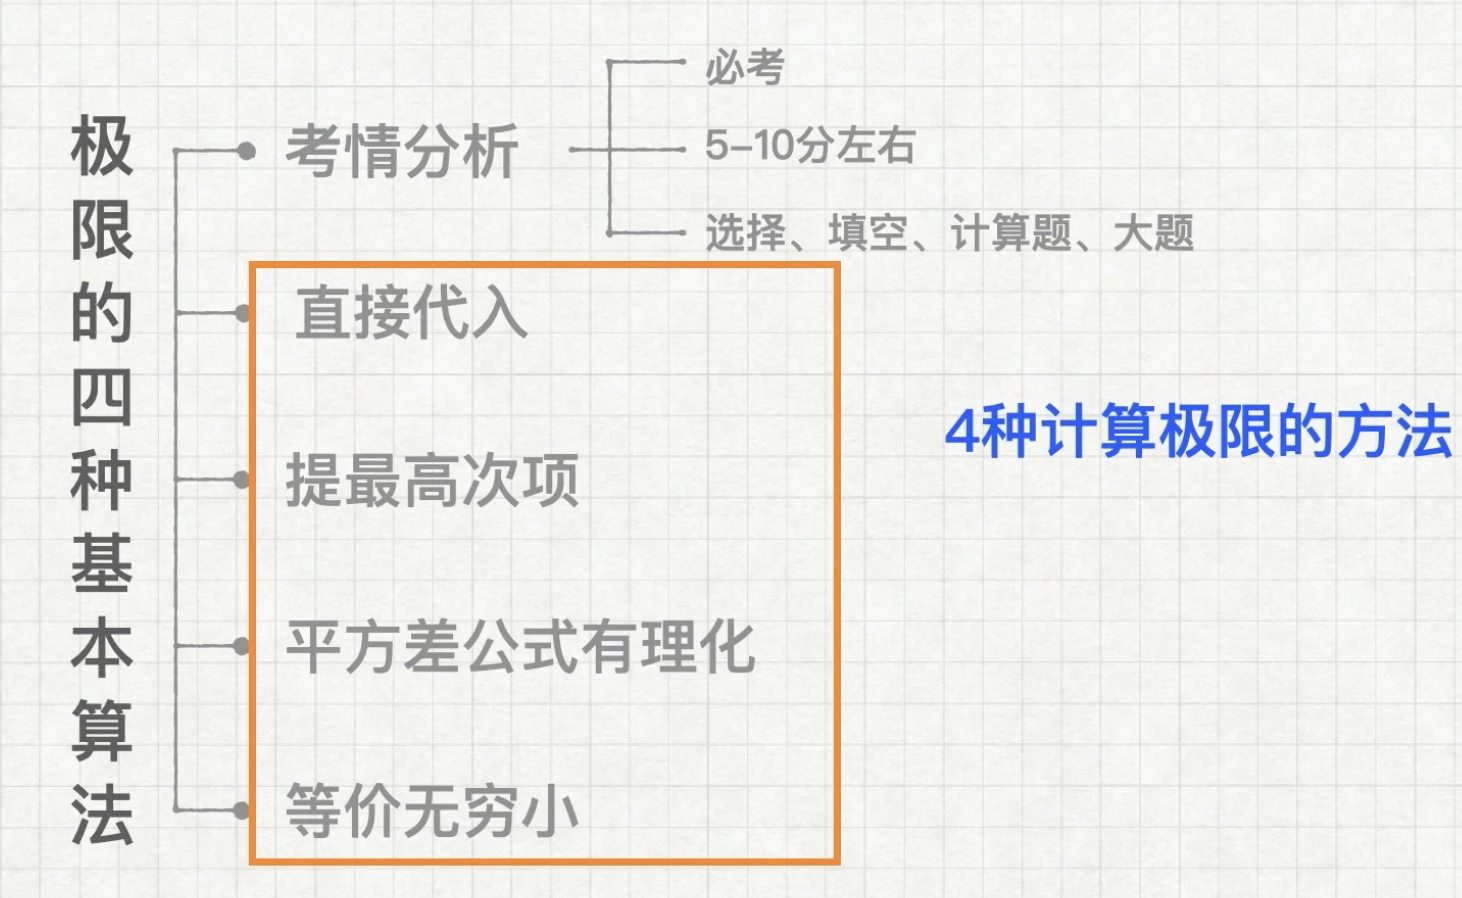 极限的四种基本算法
考情分析
必考
5-10分左右
选择、填空、计算题、大题
直接代入
提最高次项
平方差公式有理化
等价无穷小
4种计算极限的方法